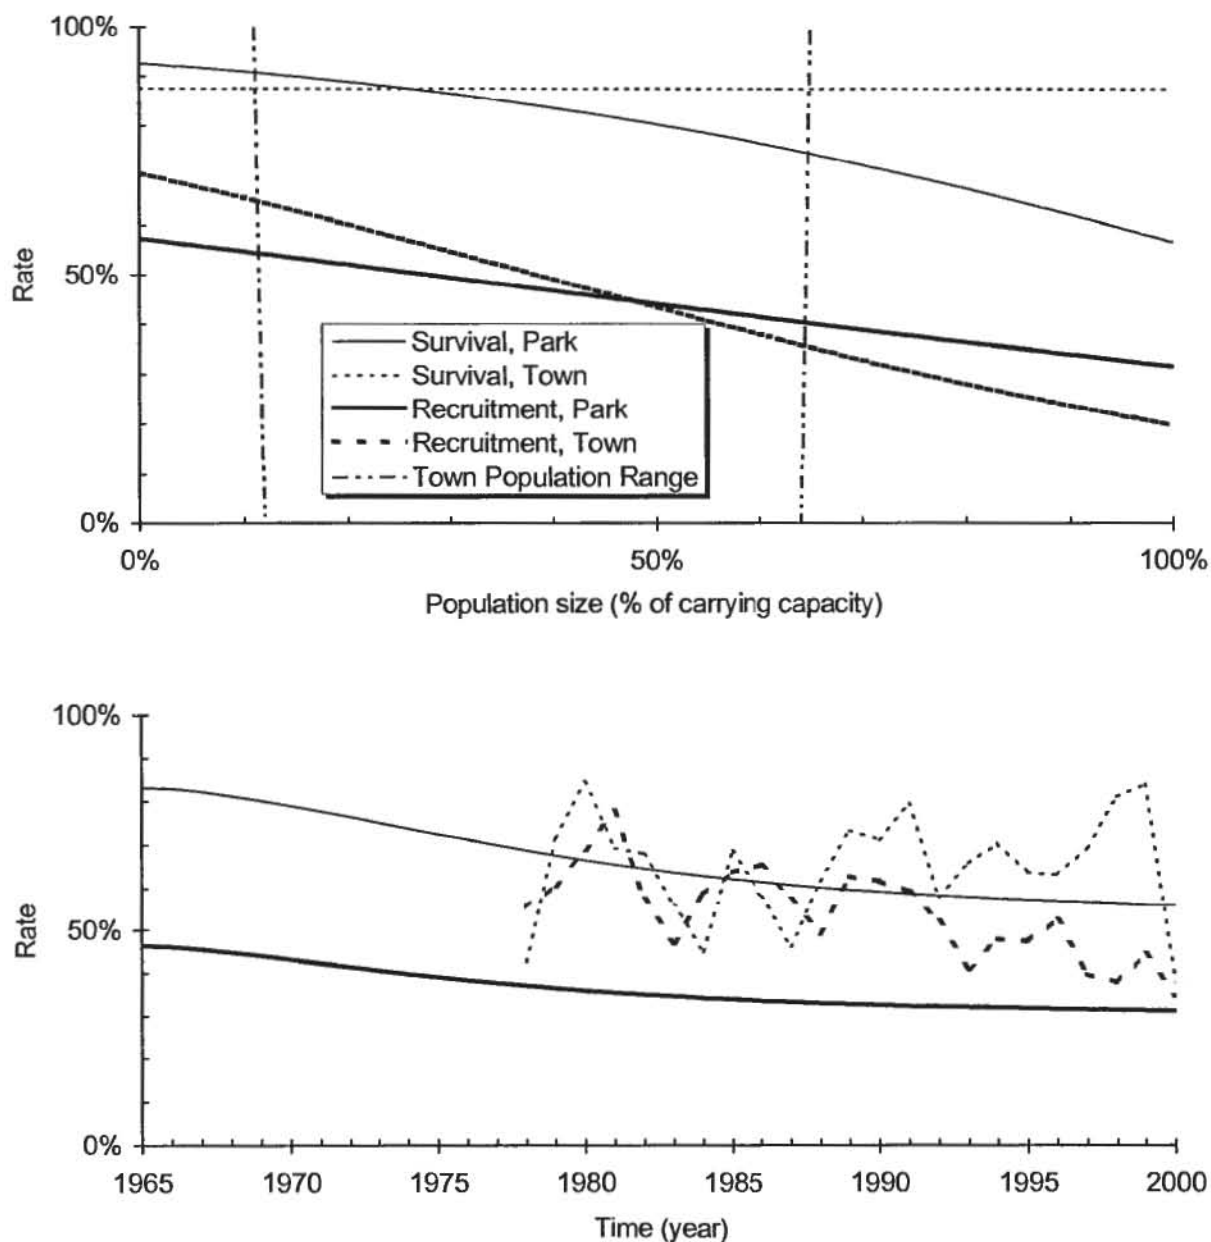 100%
50%
0%
Rate
Survival, Park
Survival, Town
Recruitment, Park
Recruitment, Town
Town Population Range
0% 50% 100%
Population size (% of carrying capacity)
100%
50%
0%
Rate
1965 1970 1975 1980 1985 1990 1995 2000
Time (year)